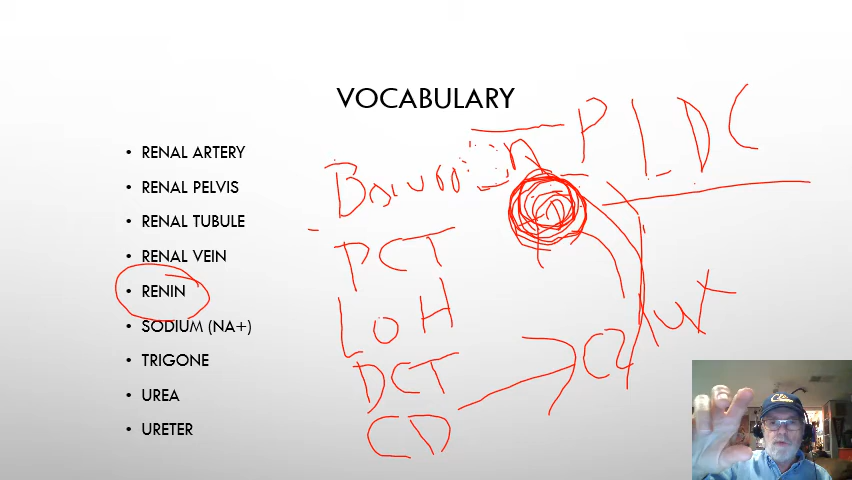 VOCABULARY
P L D C
• RENAL ARTERY
• RENAL PELVIS
• RENAL TUBULE
• RENAL VEIN
• RENIN
• SODIUM (NA+)
• TRIGONE
• UREA
• URETER
PCT
LOH
DCT
CD